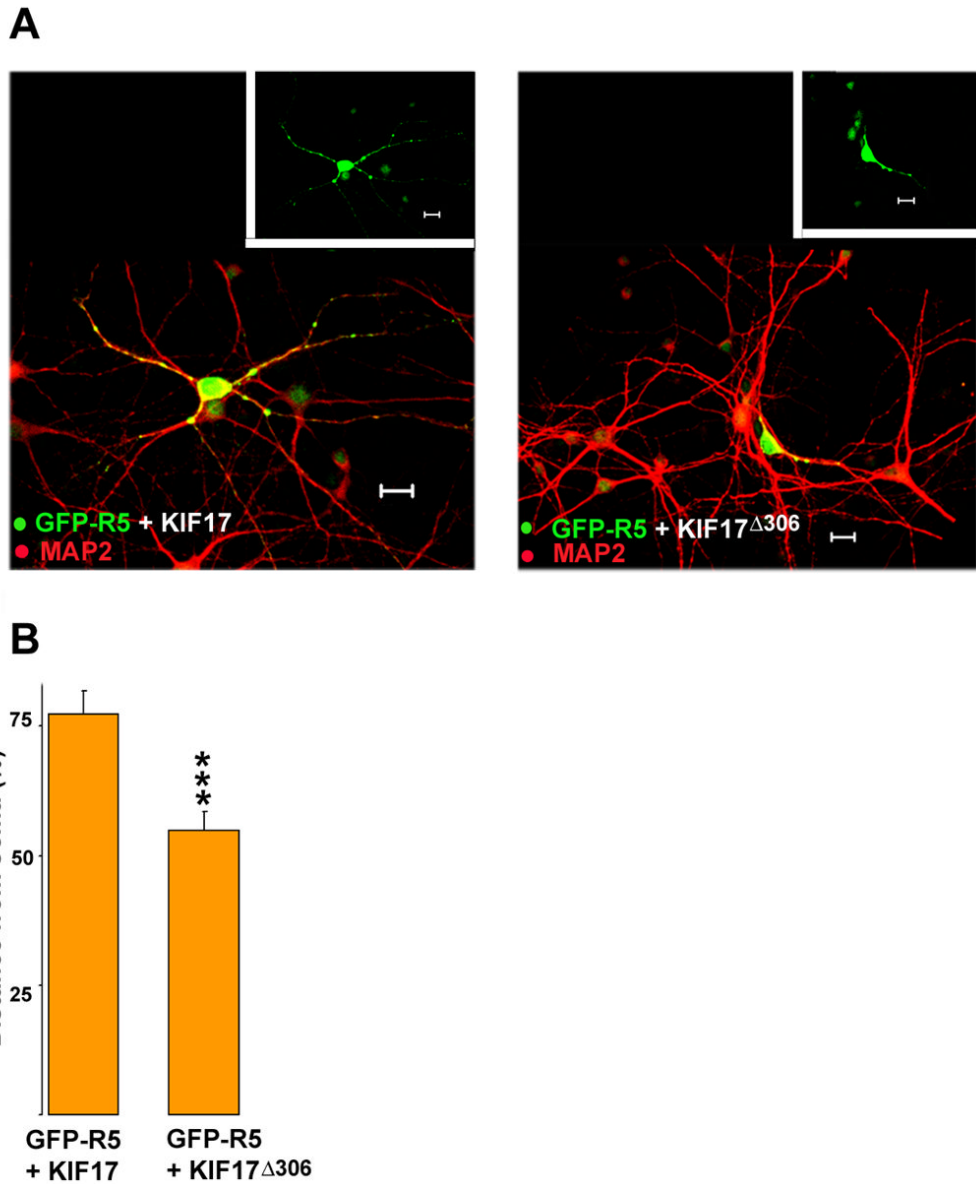 A
GFP-R5 + KIF17
MAP2
GFP-R5 + KIF17Δ306
MAP2
B
75
50
25
***
GFP-R5
+ KIF17
GFP-R5
+ KIF17Δ306